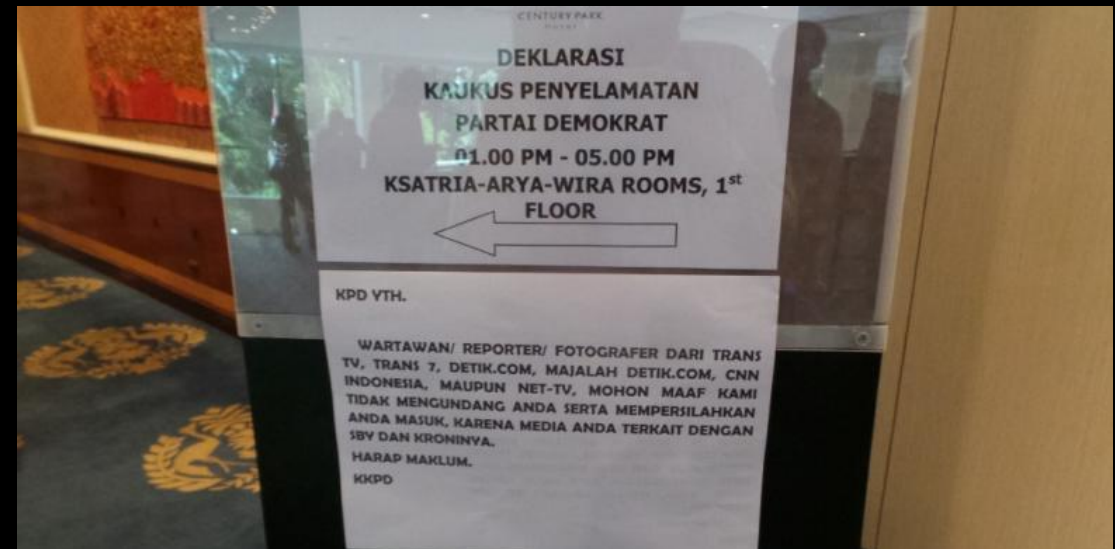 CENTURY PARK
HOTEL
DEKLARASI
KAUKUS PENYELAMATAN
PARTAI DEMOKRAT
01.00 PM - 05.00 PM
KSATRIA-ARYA-WIRA ROOMS, 1st
FLOOR
KPD YTH.
WARTAWAN/ REPORTER/ FOTOGRAFER DARI TRANS
TV, TRANS 7, DETIK.COM, MAJALAH DETIK.COM, CNN
INDONESIA, MAUPUN NET-TV, MOHON MAAF KAMI
TIDAK MENGUNDANG ANDA SERTA MEMPERSILAHKAN
ANDA MASUK, KARENA MEDIA ANDA TERKAIT DENGAN
SBY DAN KRONINYA.
HARAP MAKLUM.
KKPD